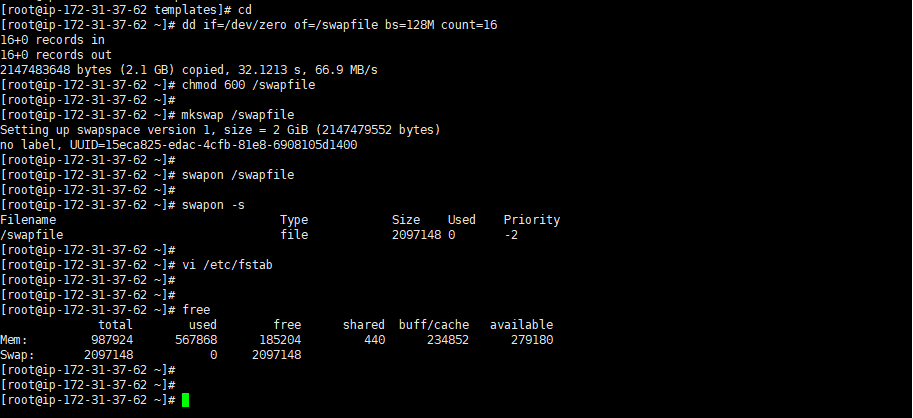 [root@ip-172-31-37-62 templates]# cd
[root@ip-172-31-37-62 ~]# dd if=/dev/zero of=/swapfile bs=128M count=16
16+0 records in
16+0 records out
2147483648 bytes (2.1 GB) copied, 32.1213 s, 66.9 MB/s
[root@ip-172-31-37-62 ~]# chmod 600 /swapfile
[root@ip-172-31-37-62 ~]#
[root@ip-172-31-37-62 ~]# mkswap /swapfile
Setting up swapspace version 1, size = 2 GiB (2147479552 bytes)
no label, UUID=15eca825-edac-4cfb-81e8-6908105d1400
[root@ip-172-31-37-62 ~]#
[root@ip-172-31-37-62 ~]# swapon /swapfile
[root@ip-172-31-37-62 ~]#
[root@ip-172-31-37-62 ~]# swapon -s
Filename                                Type            Size    Used    Priority
/swapfile                               file            2097148 0       -2
[root@ip-172-31-37-62 ~]#
[root@ip-172-31-37-62 ~]# vi /etc/fstab
[root@ip-172-31-37-62 ~]#
[root@ip-172-31-37-62 ~]#
[root@ip-172-31-37-62 ~]# free
              total        used        free      shared  buff/cache   available
Mem:         987924      567868      185204         440      234852      279180
Swap:       2097148           0     2097148
[root@ip-172-31-37-62 ~]#
[root@ip-172-31-37-62 ~]#
[root@ip-172-31-37-62 ~]#